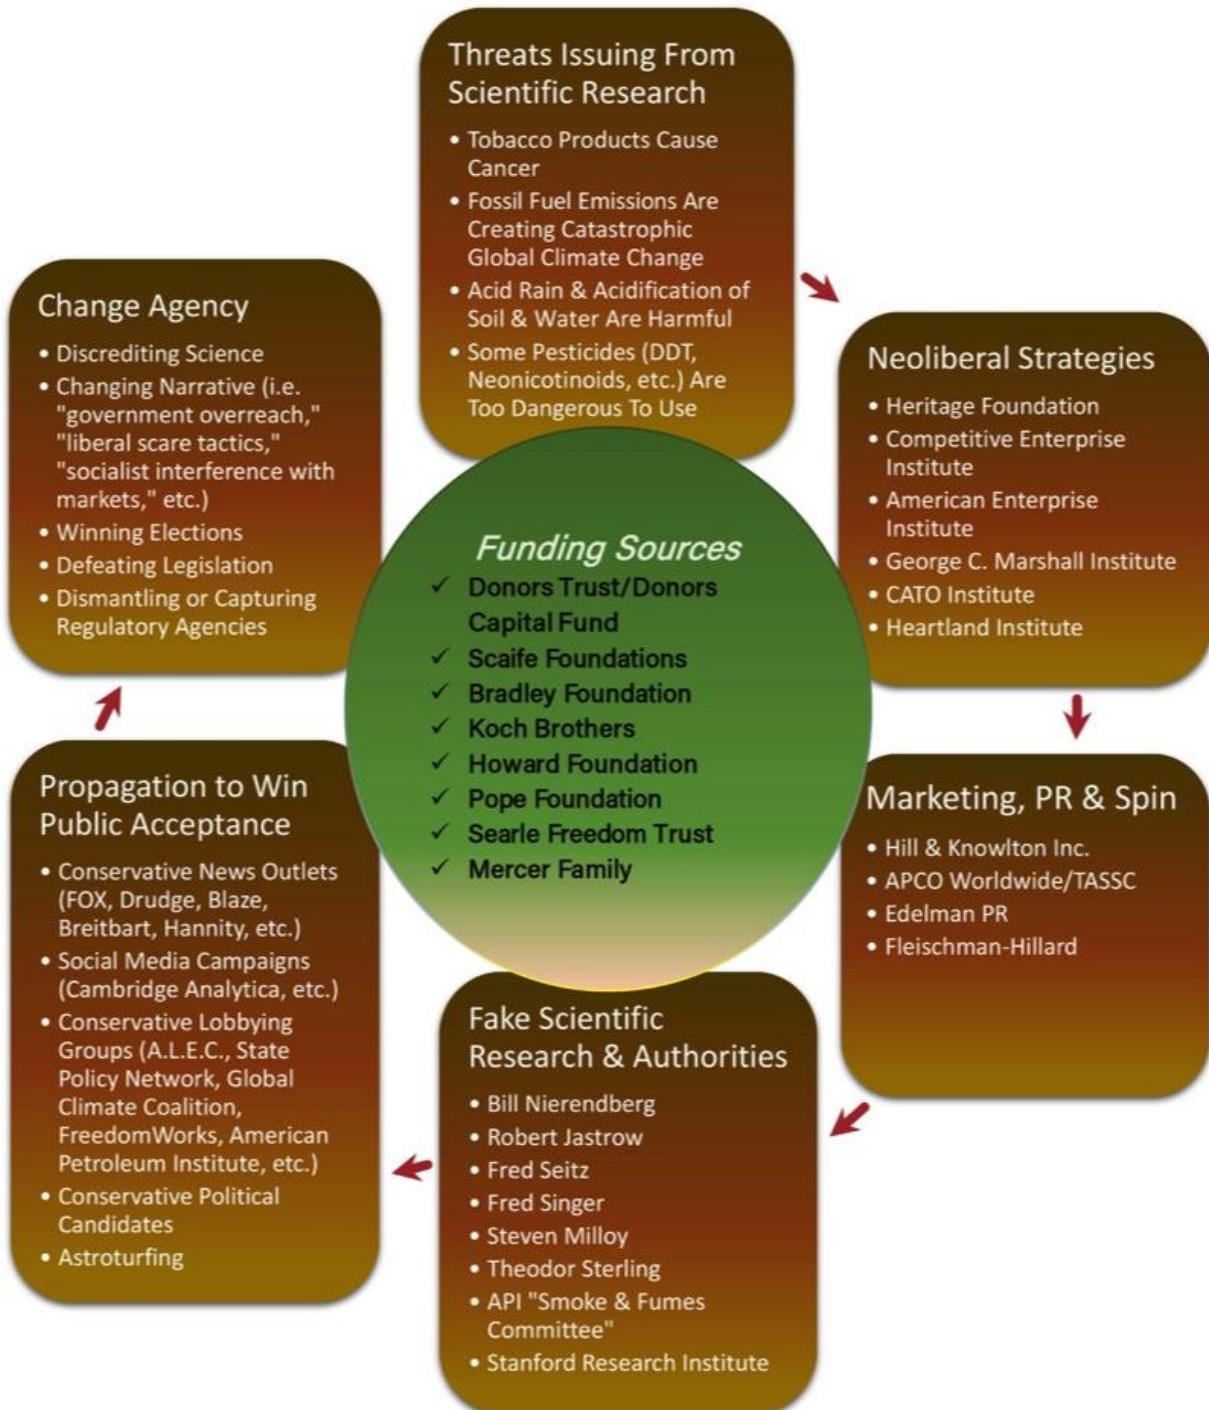 Threats Issuing From
Scientific Research
• Tobacco Products Cause
Cancer
• Fossil Fuel Emissions Are
Creating Catastrophic
Global Climate Change
• Acid Rain & Acidification of
Soil & Water Are Harmful
• Some Pesticides (DDT,
Neonicotinoids, etc.) Are
Too Dangerous To Use
Neoliberal Strategies
• Heritage Foundation
• Competitive Enterprise
Institute
• American Enterprise
Institute
• George C. Marshall Institute
• CATO Institute
• Heartland Institute
Marketing, PR & Spin
• Hill & Knowlton Inc.
• APCO Worldwide/TASSC
• Edelman PR
• Fleischman-Hillard
Fake Scientific
Research & Authorities
• Bill Nierendberg
• Robert Jastrow
• Fred Seitz
• Fred Singer
• Steven Milloy
• Theodor Sterling
• API "Smoke & Fumes
Committee"
• Stanford Research Institute
Propagation to Win
Public Acceptance
• Conservative News Outlets
(FOX, Drudge, Blaze,
Breitbart, Hannity, etc.)
• Social Media Campaigns
(Cambridge Analytica, etc.)
• Conservative Lobbying
Groups (A.L.E.C., State
Policy Network, Global
Climate Coalition,
FreedomWorks, American
Petroleum Institute, etc.)
• Conservative Political
Candidates
• Astroturfing
Change Agency
• Discrediting Science
• Changing Narrative (i.e.
"government overreach,"
"liberal scare tactics,"
"socialist interference with
markets," etc.)
• Winning Elections
• Defeating Legislation
• Dismantling or Capturing
Regulatory Agencies
Funding Sources
✓ Donors Trust/Donors
Capital Fund
✓ Scaife Foundations
✓ Bradley Foundation
✓ Koch Brothers
✓ Howard Foundation
✓ Pope Foundation
✓ Searle Freedom Trust
✓ Mercer Family